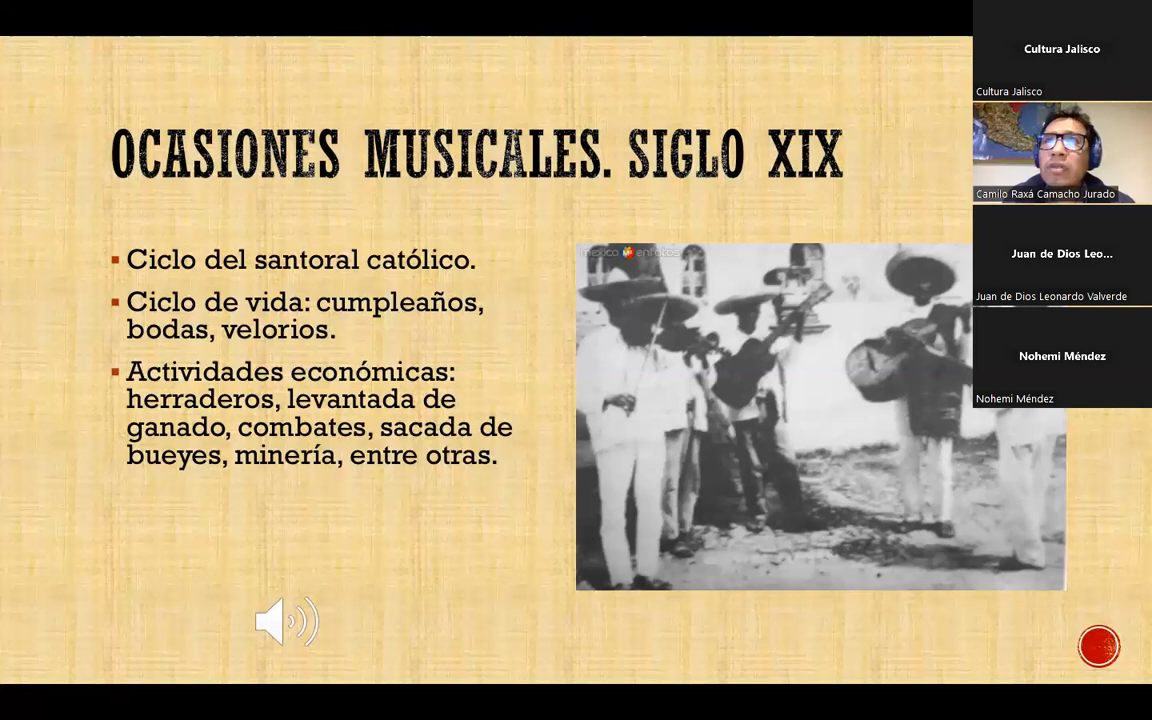 OCASIONES MUSICALES. SIGLO XIX
Ciclo del santoral católico.
Ciclo de vida: cumpleaños,
bodas, velorios.
Actividades económicas:
herraderos, levantada de
ganado, combates, sacada de
bueyes, minería, entre otras.
Cultura Jalisco
Cultura Jalisco
Camilo Raxá Camacho Jurado
Juan de Dios Leo...
Juan de Dios Leonardo Valverde
Nohemi Méndez
Nohemi Méndez